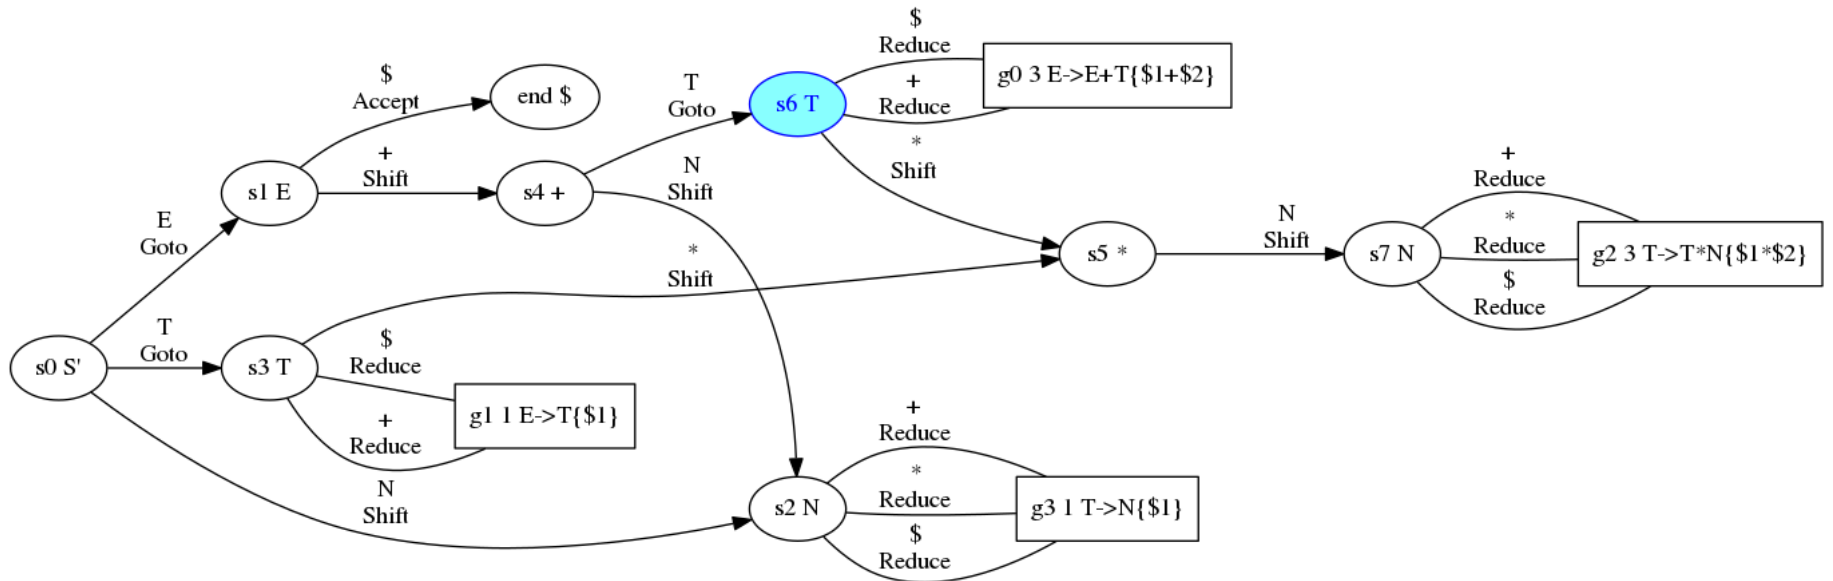 $
Reduce
+
Reduce
g0 3 E->E+T{$1+$2}
$
Accept
end $
T
Goto
s6 T
*
Shift
+
Shift
s1 E
s4 +
N
Shift
+
Reduce
*
Reduce
$
Reduce
g2 3 T->T*N{$1*$2}
E
Goto
*
Shift
s5 *
N
Shift
s7 N
s0 S'
T
Goto
s3 T
$
Reduce
+
Reduce
g1 1 E->T{$1}
N
Shift
s2 N
+
Reduce
*
Reduce
$
Reduce
g3 1 T->N{$1}